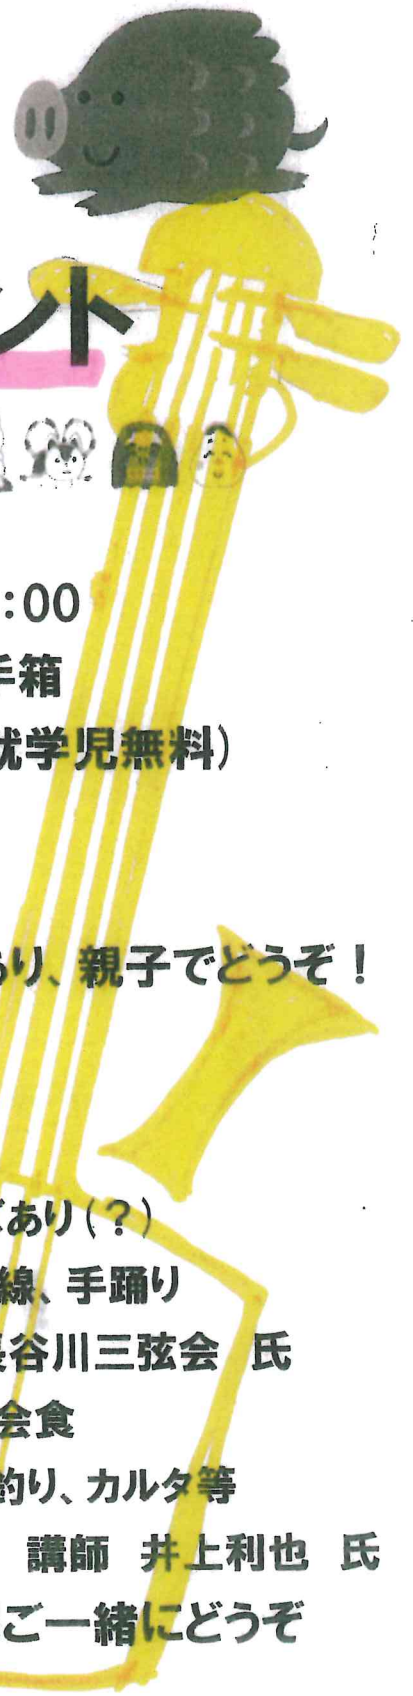 ント
:00
手箱
就学児無料)
あり、親子でどうぞ！
あり(？)
線、手踊り
長谷川三弦会 氏
会食
釣り、カルタ等
講師 井上利也 氏
ご一緒にどうぞ